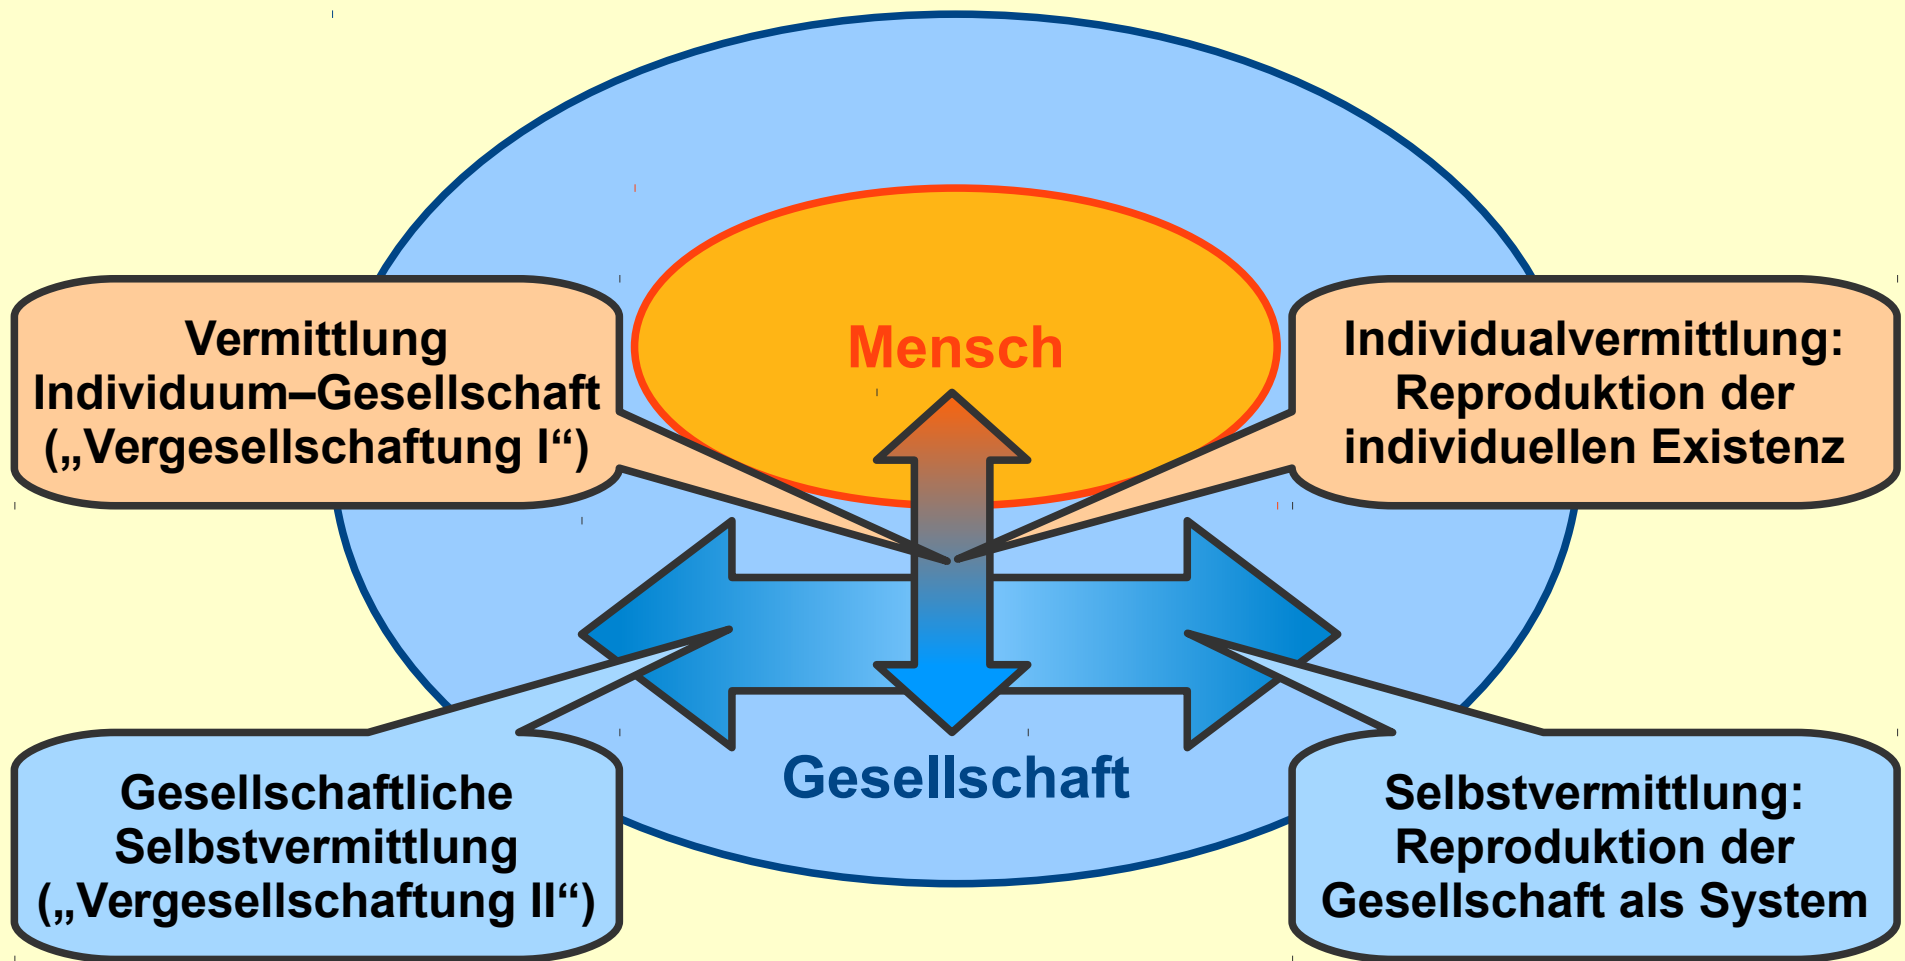 Mensch
Vermittlung
Individuum–Gesellschaft
(„Vergesellschaftung I“)
Individualvermittlung:
Reproduktion der
individuellen Existenz
Gesellschaft
Gesellschaftliche
Selbstvermittlung
(„Vergesellschaftung II“)
Selbstvermittlung:
Reproduktion der
Gesellschaft als System